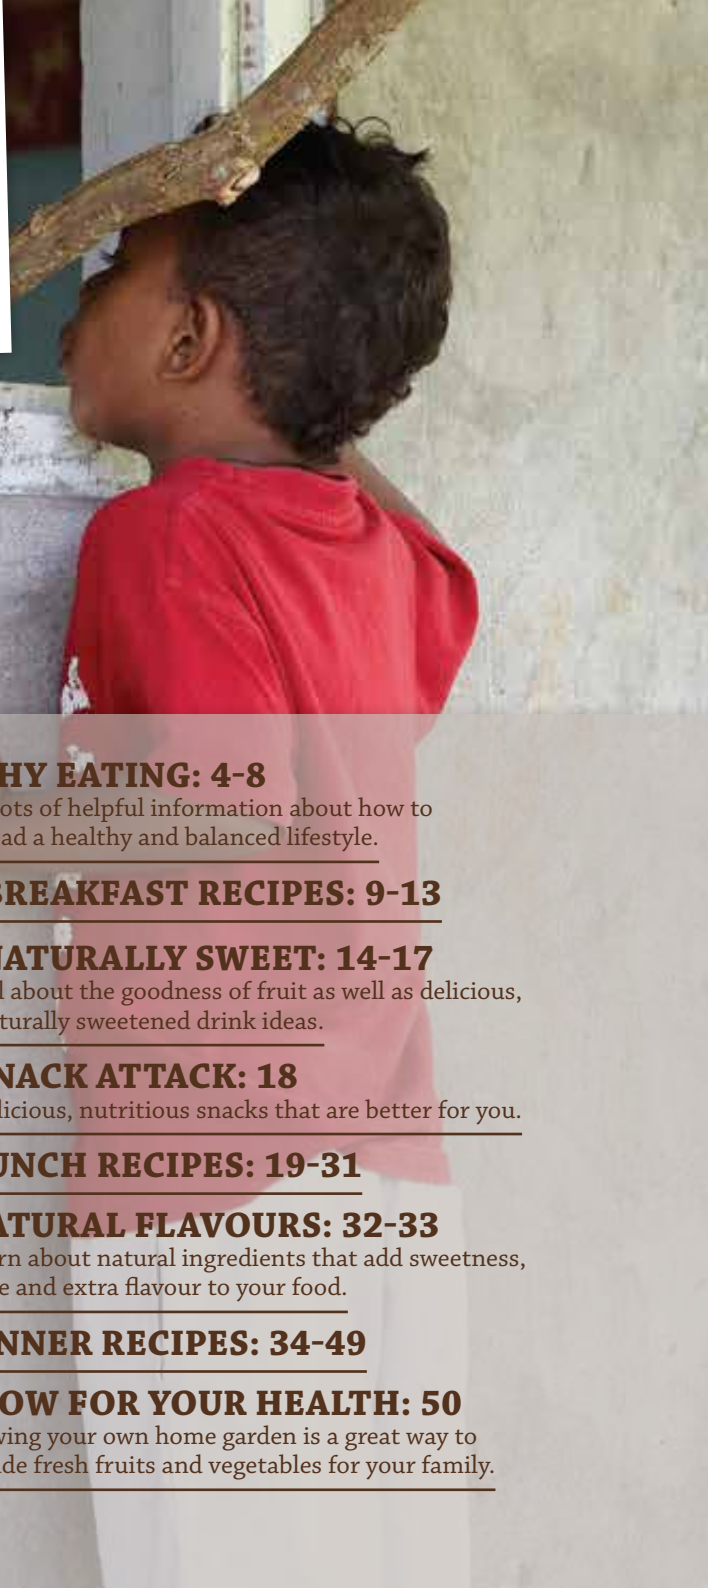 HY EATING: 4-8
ots of helpful information about how to
ad a healthy and balanced lifestyle.
BREAKFAST RECIPES: 9-13
NATURALLY SWEET: 14-17
l about the goodness of fruit as well as delicious,
turally sweetened drink ideas.
NACK ATTACK: 18
licious, nutritious snacks that are better for you.
UNCH RECIPES: 19-31
ATURAL FLAVOURS: 32-33
rn about natural ingredients that add sweetness,
e and extra flavour to your food.
NNER RECIPES: 34-49
OW FOR YOUR HEALTH: 50
wing your own home garden is a great way to
de fresh fruits and vegetables for your family.